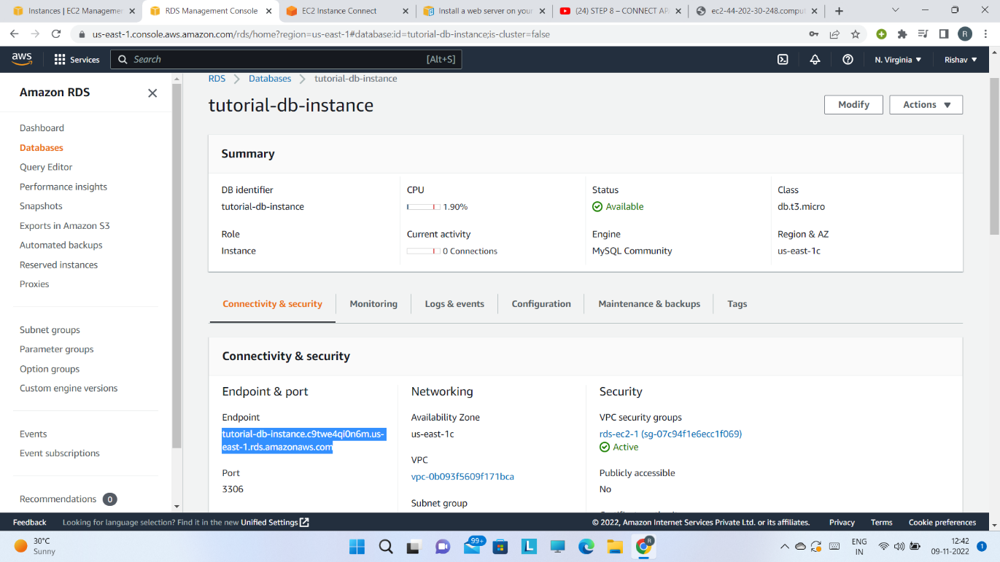 Instances | EC2 Managemen
RDS Management Console
EC2 Instance Connect
Install a web server on your
(24) STEP 8 – CONNECT APA
ec2-44-202-30-248.comput
us-east-1.console.aws.amazon.com/rds/home?region=us-east-1#database:id=tutorial-db-instance;is-cluster=false
R
aws
Services
Search
[Alt+S]
N. Virginia
Rishav
Amazon RDS
Dashboard
Databases
Query Editor
Performance insights
Snapshots
Exports in Amazon S3
Automated backups
Reserved instances
Proxies
Subnet groups
Parameter groups
Option groups
Custom engine versions
Events
Event subscriptions
Recommendations 0
RDS
Databases
tutorial-db-instance
tutorial-db-instance
Modify
Actions
Summary
DB identifier
tutorial-db-instance
CPU
1.90%
Status
Available
Class
db.t3.micro
Role
Instance
Current activity
0 Connections
Engine
MySQL Community
Region & AZ
us-east-1c
Connectivity & security
Monitoring
Logs & events
Configuration
Maintenance & backups
Tags
Connectivity & security
Endpoint & port
Endpoint
tutorial-db-instance.c9twe4qi0n6m.us-
east-1.rds.amazonaws.com
Port
3306
Networking
Availability Zone
us-east-1c
VPC
vpc-0b093f5609f171bca
Subnet group
Security
VPC security groups
rds-ec2-1 (sg-07c94f1e6ecc1f069)
Active
Publicly accessible
No
Feedback
Looking for language selection? Find it in the new Unified Settings
© 2022, Amazon Internet Services Private Ltd. or its affiliates.
Privacy
Terms
Cookie preferences
30°C
Sunny
99+
L
R
ENG
IN
12:42
09-11-2022
1